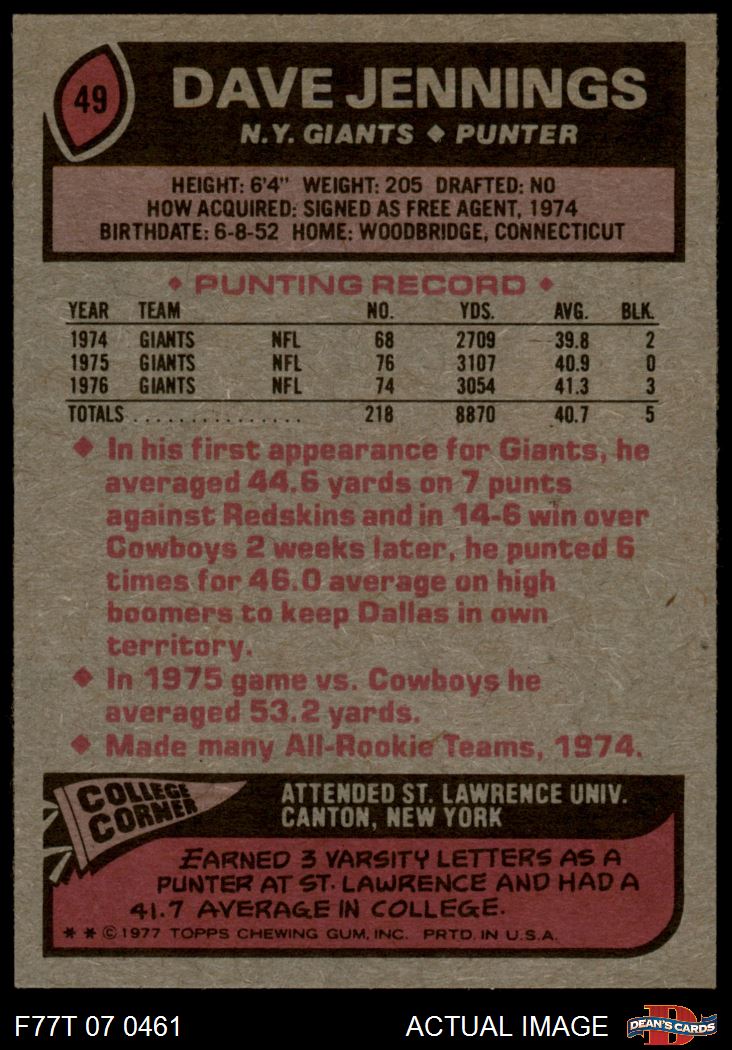 49
DAVE JENNINGS
N.Y. GIANTS ◆ PUNTER
HEIGHT: 6'4" WEIGHT: 205 DRAFTED: NO
HOW ACQUIRED: SIGNED AS FREE AGENT, 1974
BIRTHDATE: 6-8-52 HOME: WOODBRIDGE, CONNECTICUT
◆ PUNTING RECORD ◆
YEAR TEAM NO. YDS. AVG. BLK.
1974 GIANTS NFL 68 2709 39.8 2
1975 GIANTS NFL 76 3107 40.9 0
1976 GIANTS NFL 74 3054 41.3 3
TOTALS ................ 218 8870 40.7 5
◆ In his first appearance for Giants, he
averaged 44.6 yards on 7 punts
against Redskins and in 14-6 win over
Cowboys 2 weeks later, he punted 6
times for 46.0 average on high
boomers to keep Dallas in own
territory.
◆ In 1975 game vs. Cowboys he
averaged 53.2 yards.
◆ Made many All-Rookie Teams, 1974.
COLLEGE
CORNER
ATTENDED ST. LAWRENCE UNIV.
CANTON, NEW YORK
EARNED 3 VARSITY LETTERS AS A
PUNTER AT ST. LAWRENCE AND HAD A
41.7 AVERAGE IN COLLEGE.
* * © 1977 TOPPS CHEWING GUM, INC. PRTD. IN U.S.A.
F77T 07 0461 ACTUAL IMAGE
D
DEAN'S CARDS